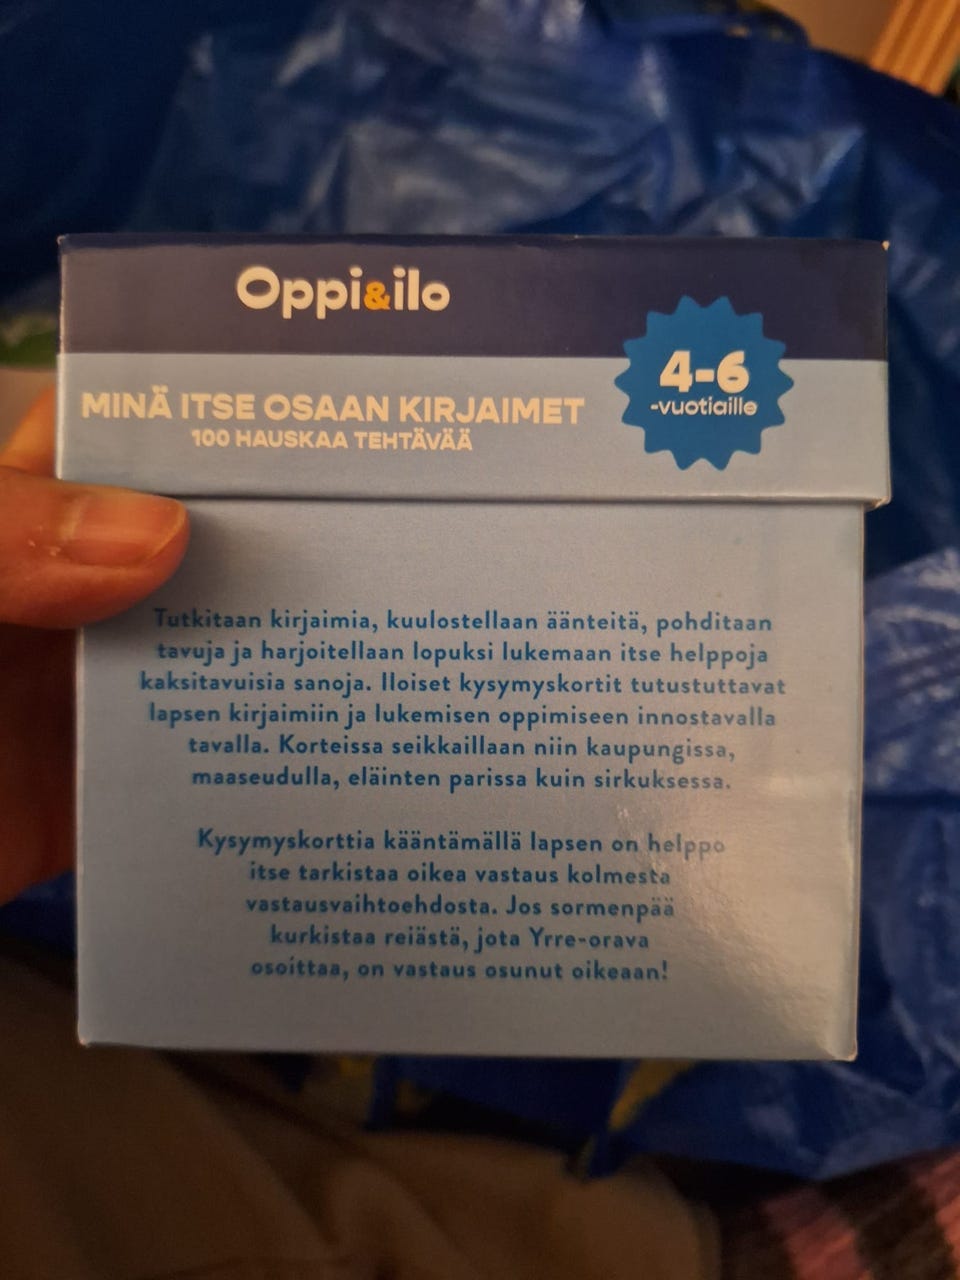 Oppi&ilo
4-6
-vuotiaille
MINÄ ITSE OSAAN KIRJAIMET
100 HAUSKAA TEHTÄVÄÄ
Tutkitaan kirjaimia, kuulostellaan äänteitä, pohditaan
tavuja ja harjoitellaan lopuksi lukemaan itse helppoja
kaksitavuisia sanoja. Iloiset kysymyskortit tutustuttavat
lapsen kirjaimiin ja lukemisen oppimiseen innostavalla
tavalla. Korteissa seikkaillaan niin kaupungissa,
maaseudulla, eläinten parissa kuin sirkuksessa.
Kysymyskorttia kääntämällä lapsen on helppo
itse tarkistaa oikea vastaus kolmesta
vastausvaihtoehdosta. Jos sormenpää
kurkistaa reiästä, jota Yrre-orava
osoittaa, on vastaus osunut oikeaan!